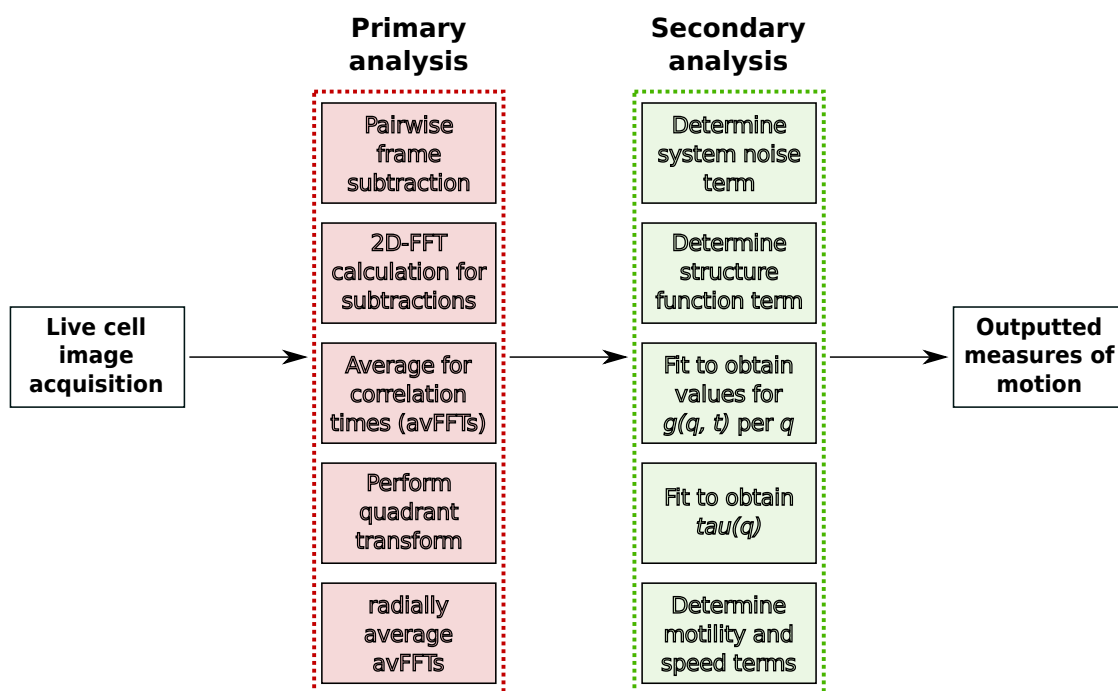 Primary
analysis
Secondary
analysis
Live cell
image
acquisition
Pairwise
frame
subtraction
2D-FFT
calculation for
subtractions
Average for
correlation
times (avFFTs)
Perform
quadrant
transform
radially
average
avFFTs
Determine
system noise
term
Determine
structure
function term
Fit to obtain
values for
g(q, t) per q
Fit to obtain
tau(q)
Determine
motility and
speed terms
Outputted
measures of
motion